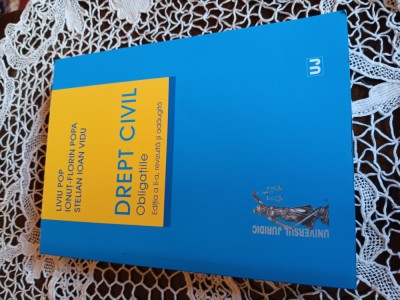 LIVIU POP
IONUȚ-FLORIN POPA
STELIAN IOAN VIDU
DREPT CIVIL
Obligațiile
Ediția a II-a, revizuită și adăugită
UNIVERSUL JURIDIC
UJ